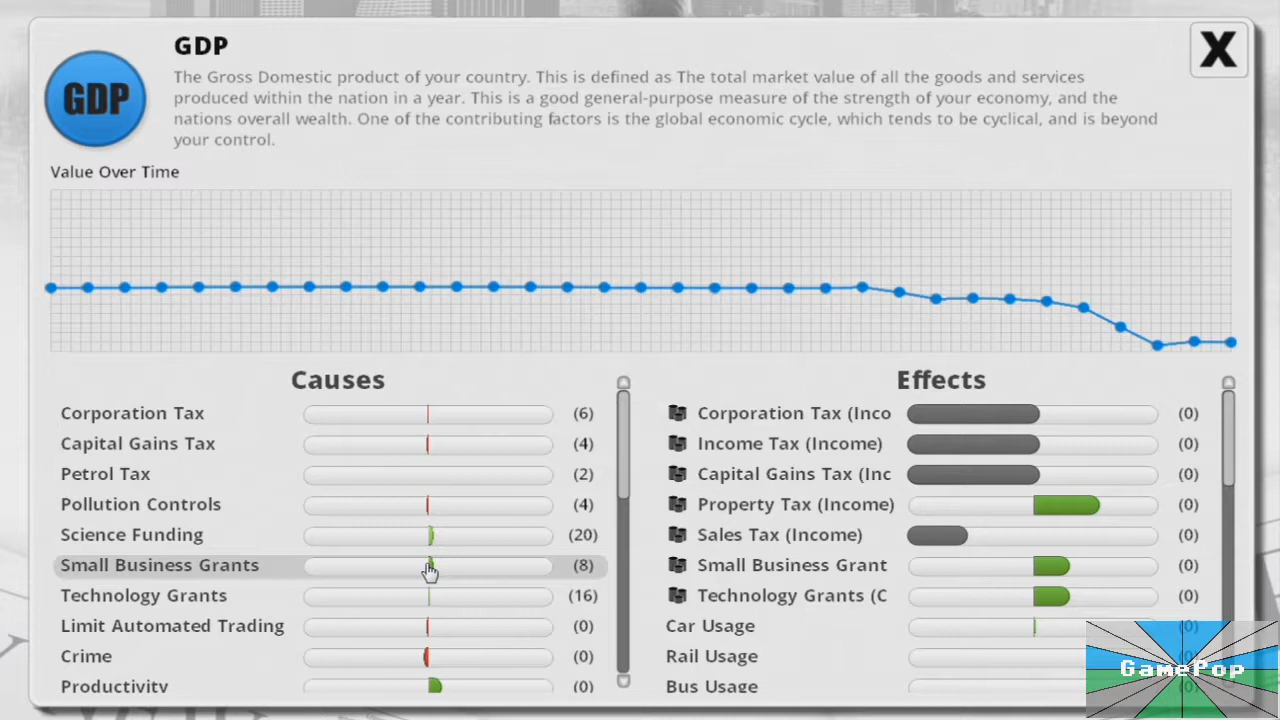 GDP
X
GDP
The Gross Domestic product of your country. This is defined as The total market value of all the goods and services
produced within the nation in a year. This is a good general-purpose measure of the strength of your economy, and the
nations overall wealth. One of the contributing factors is the global economic cycle, which tends to be cyclical, and is beyond
your control.
Value Over Time
Causes
Corporation Tax (6)
Capital Gains Tax (4)
Petrol Tax (2)
Pollution Controls (4)
Science Funding (20)
Small Business Grants (8)
Technology Grants (16)
Limit Automated Trading (0)
Crime (0)
Productivity (0)
Effects
Corporation Tax (Inco (0)
Income Tax (Income) (0)
Capital Gains Tax (Inc (0)
Property Tax (Income) (0)
Sales Tax (Income) (0)
Small Business Grant (0)
Technology Grants (C (0)
Car Usage (0)
Rail Usage
Bus Usage (0)
GamePop